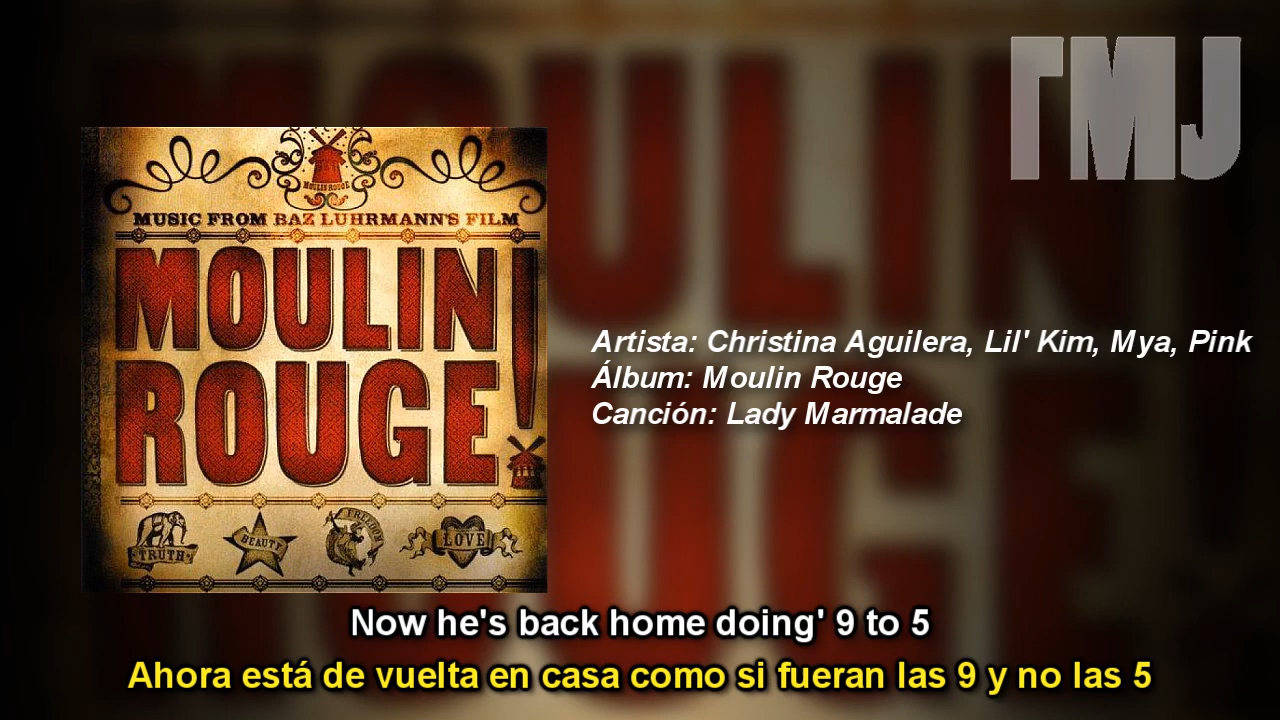 TMJ
MOULIN ROUGE
MUSIC FROM BAZ LUHRMANN'S FILM
MOULIN
ROUGE!
TRUTH
BEAUTY
FREEDOM
LOVE
Artista: Christina Aguilera, Lil' Kim, Mya, Pink
Álbum: Moulin Rouge
Canción: Lady Marmalade
Now he's back home doing' 9 to 5
Ahora está de vuelta en casa como si fueran las 9 y no las 5